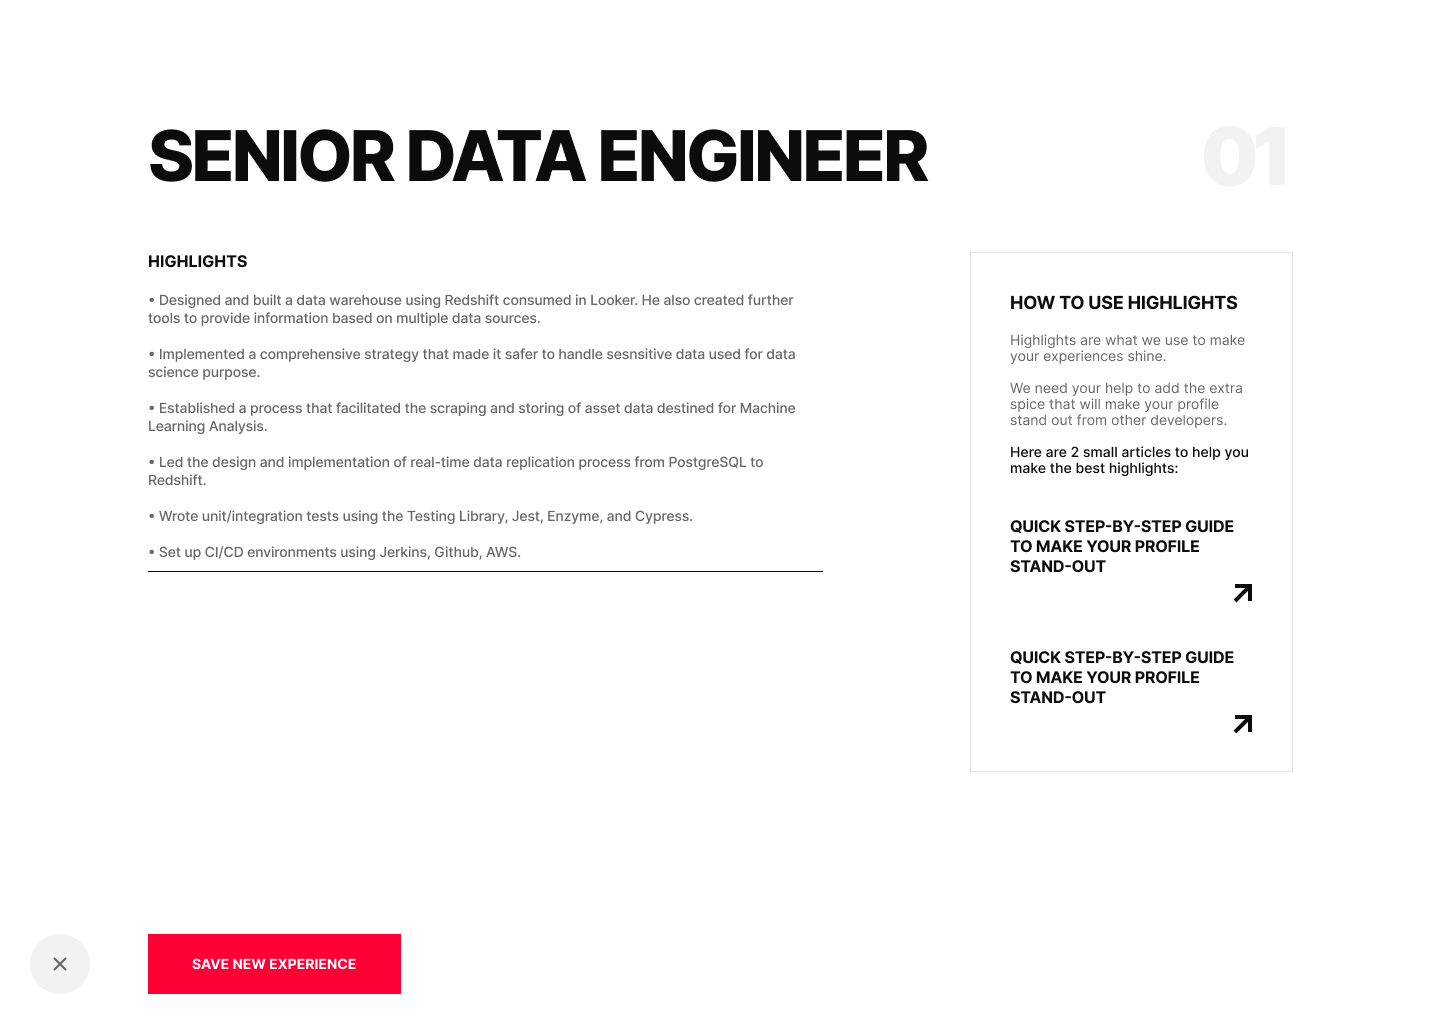 SENIOR DATA ENGINEER
01
HIGHLIGHTS
• Designed and built a data warehouse using Redshift consumed in Looker. He also created further
tools to provide information based on multiple data sources.
• Implemented a comprehensive strategy that made it safer to handle sesnsitive data used for data
science purpose.
• Established a process that facilitated the scraping and storing of asset data destined for Machine
Learning Analysis.
• Led the design and implementation of real-time data replication process from PostgreSQL to
Redshift.
• Wrote unit/integration tests using the Testing Library, Jest, Enzyme, and Cypress.
• Set up CI/CD environments using Jerkins, Github, AWS.
HOW TO USE HIGHLIGHTS
Highlights are what we use to make
your experiences shine.
We need your help to add the extra
spice that will make your profile
stand out from other developers.
Here are 2 small articles to help you
make the best highlights:
QUICK STEP-BY-STEP GUIDE
TO MAKE YOUR PROFILE
STAND-OUT
QUICK STEP-BY-STEP GUIDE
TO MAKE YOUR PROFILE
STAND-OUT
SAVE NEW EXPERIENCE